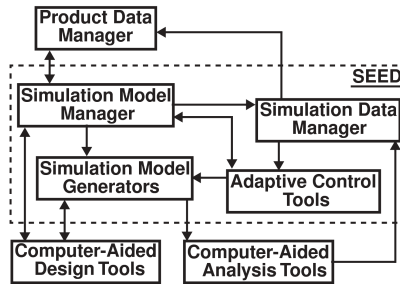 Product Data
Manager
SEED
Simulation Model
Manager
Simulation Data
Manager
Simulation Model
Generators
Adaptive Control
Tools
Computer-Aided
Design Tools
Computer-Aided
Analysis Tools